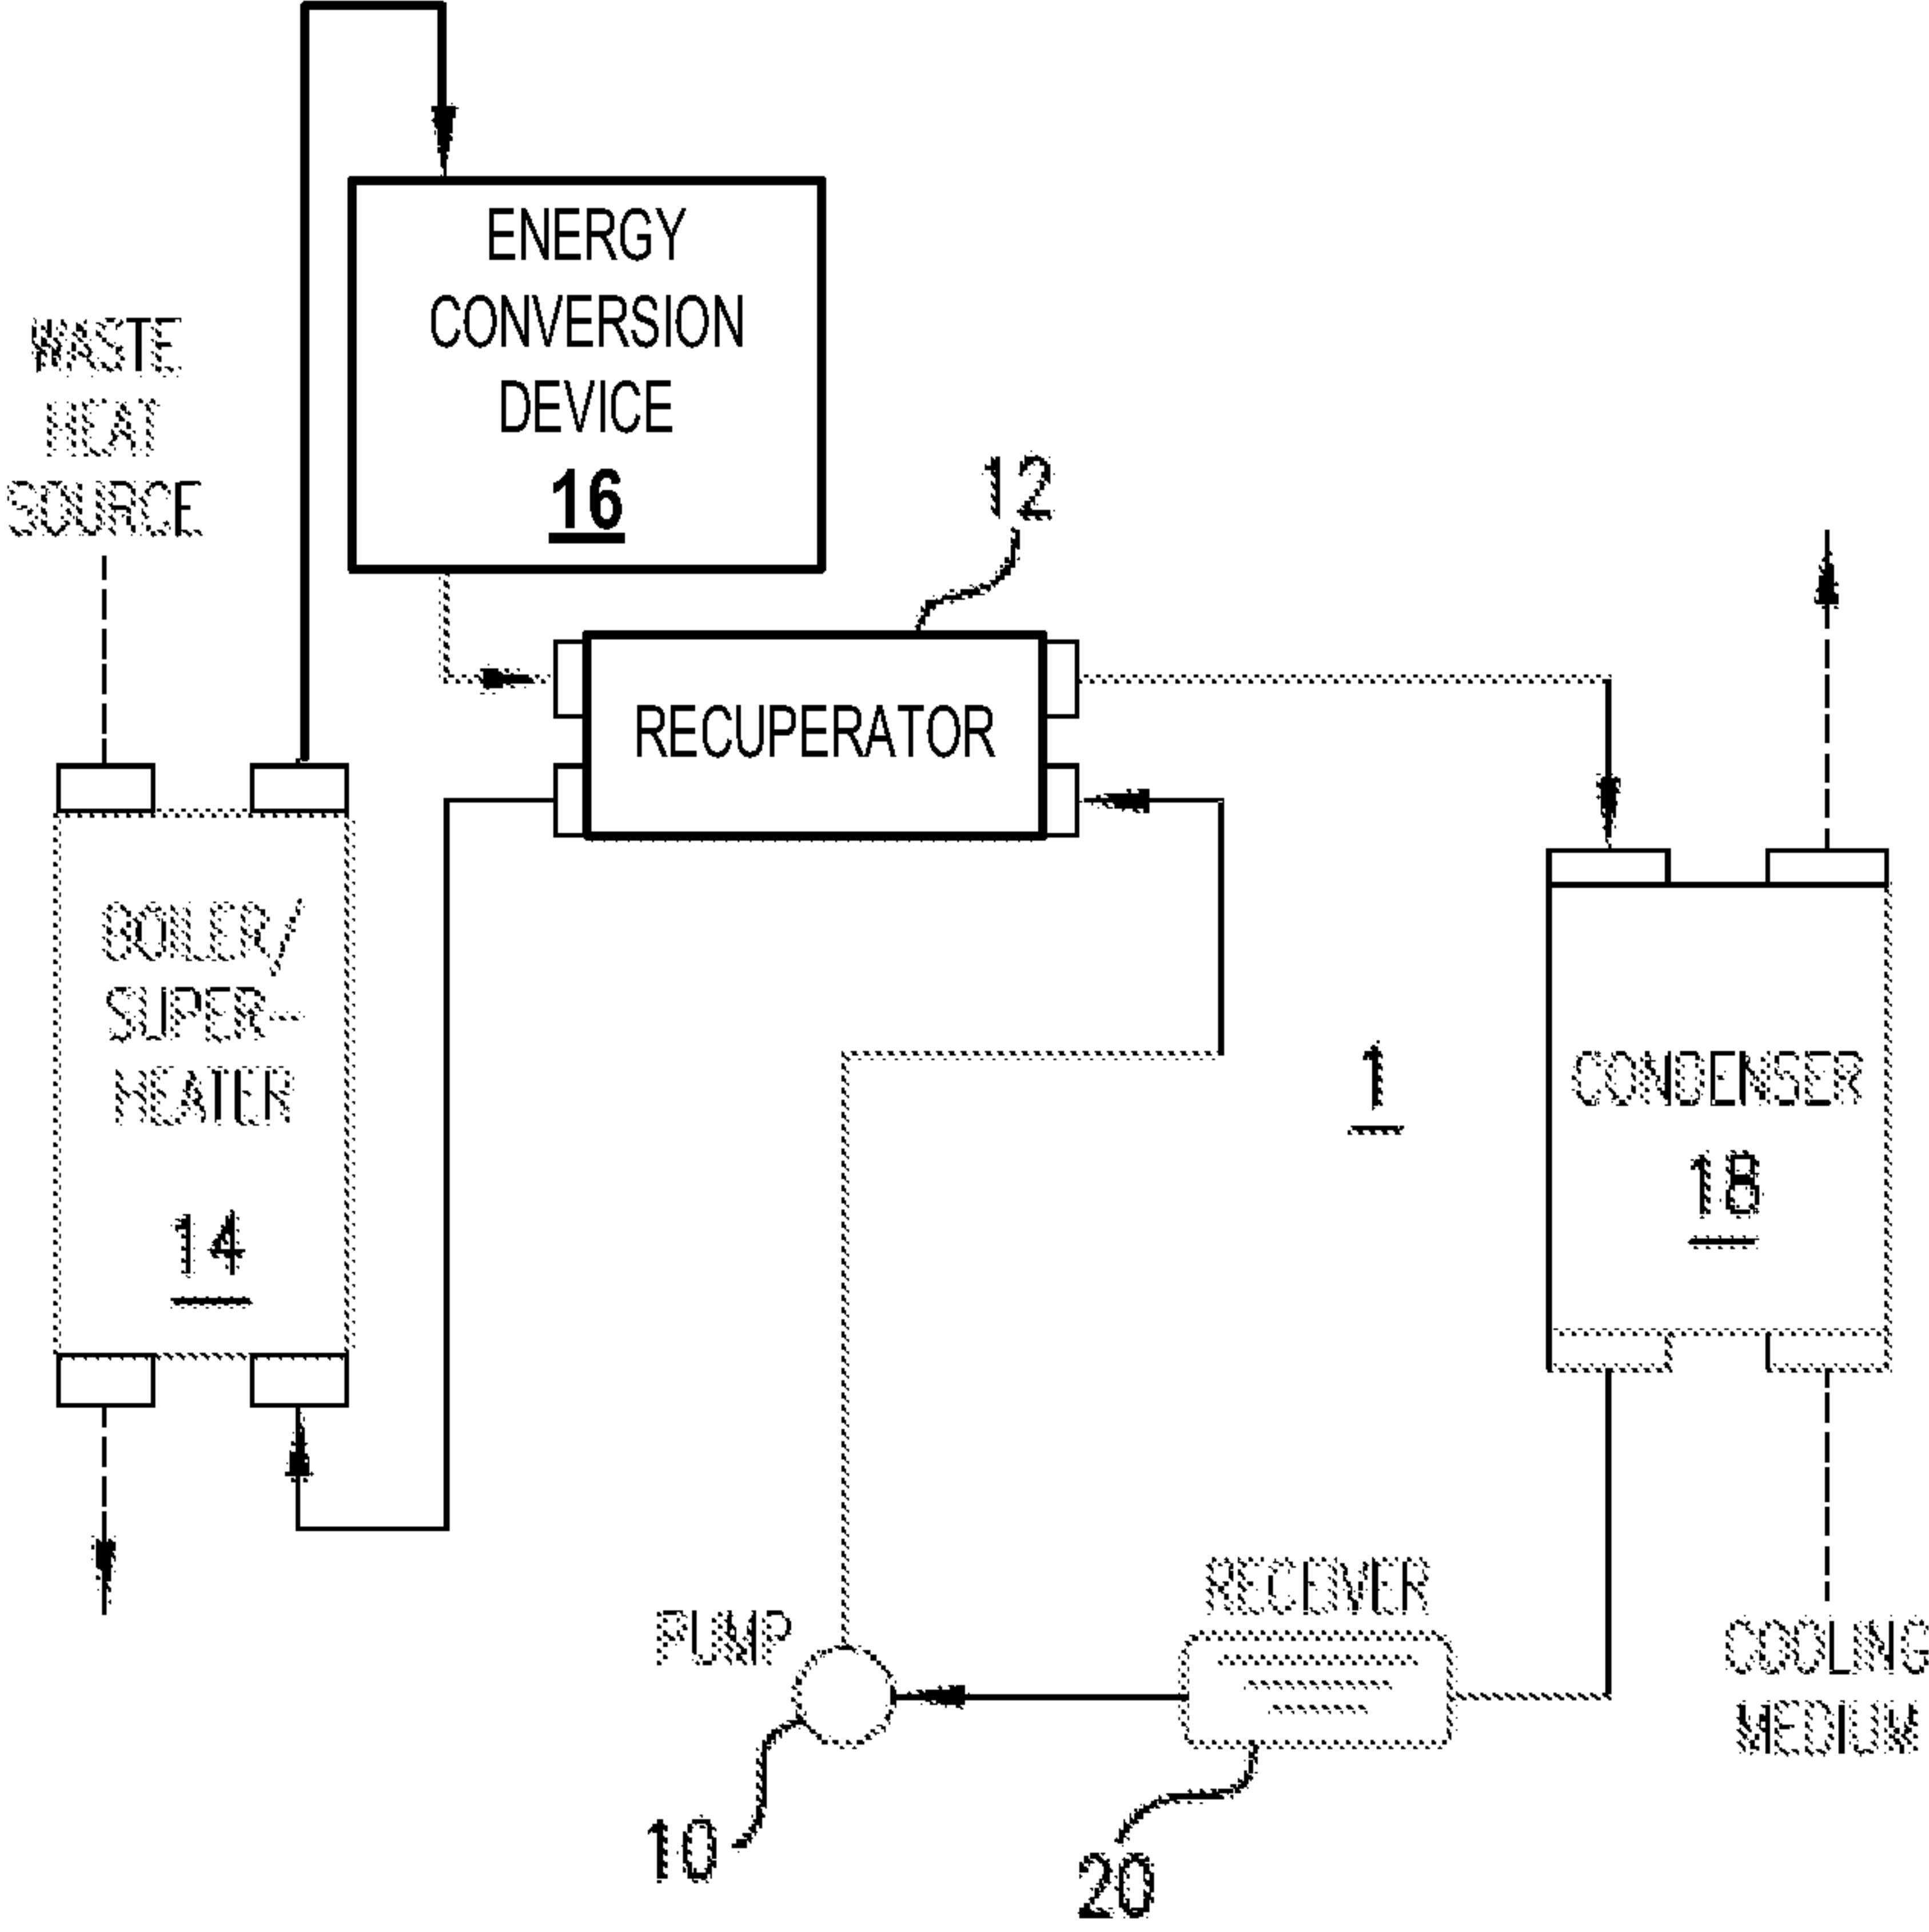 ENERGY
CONVERSION
DEVICE
16
WASTE
HEAT
SOURCE
12
RECUPERATOR
BOILER/
SUPER-
HEATER
14
1
CONDENSER
18
RECEIVER
PUMP
COOLING
MEDIUM
10
20